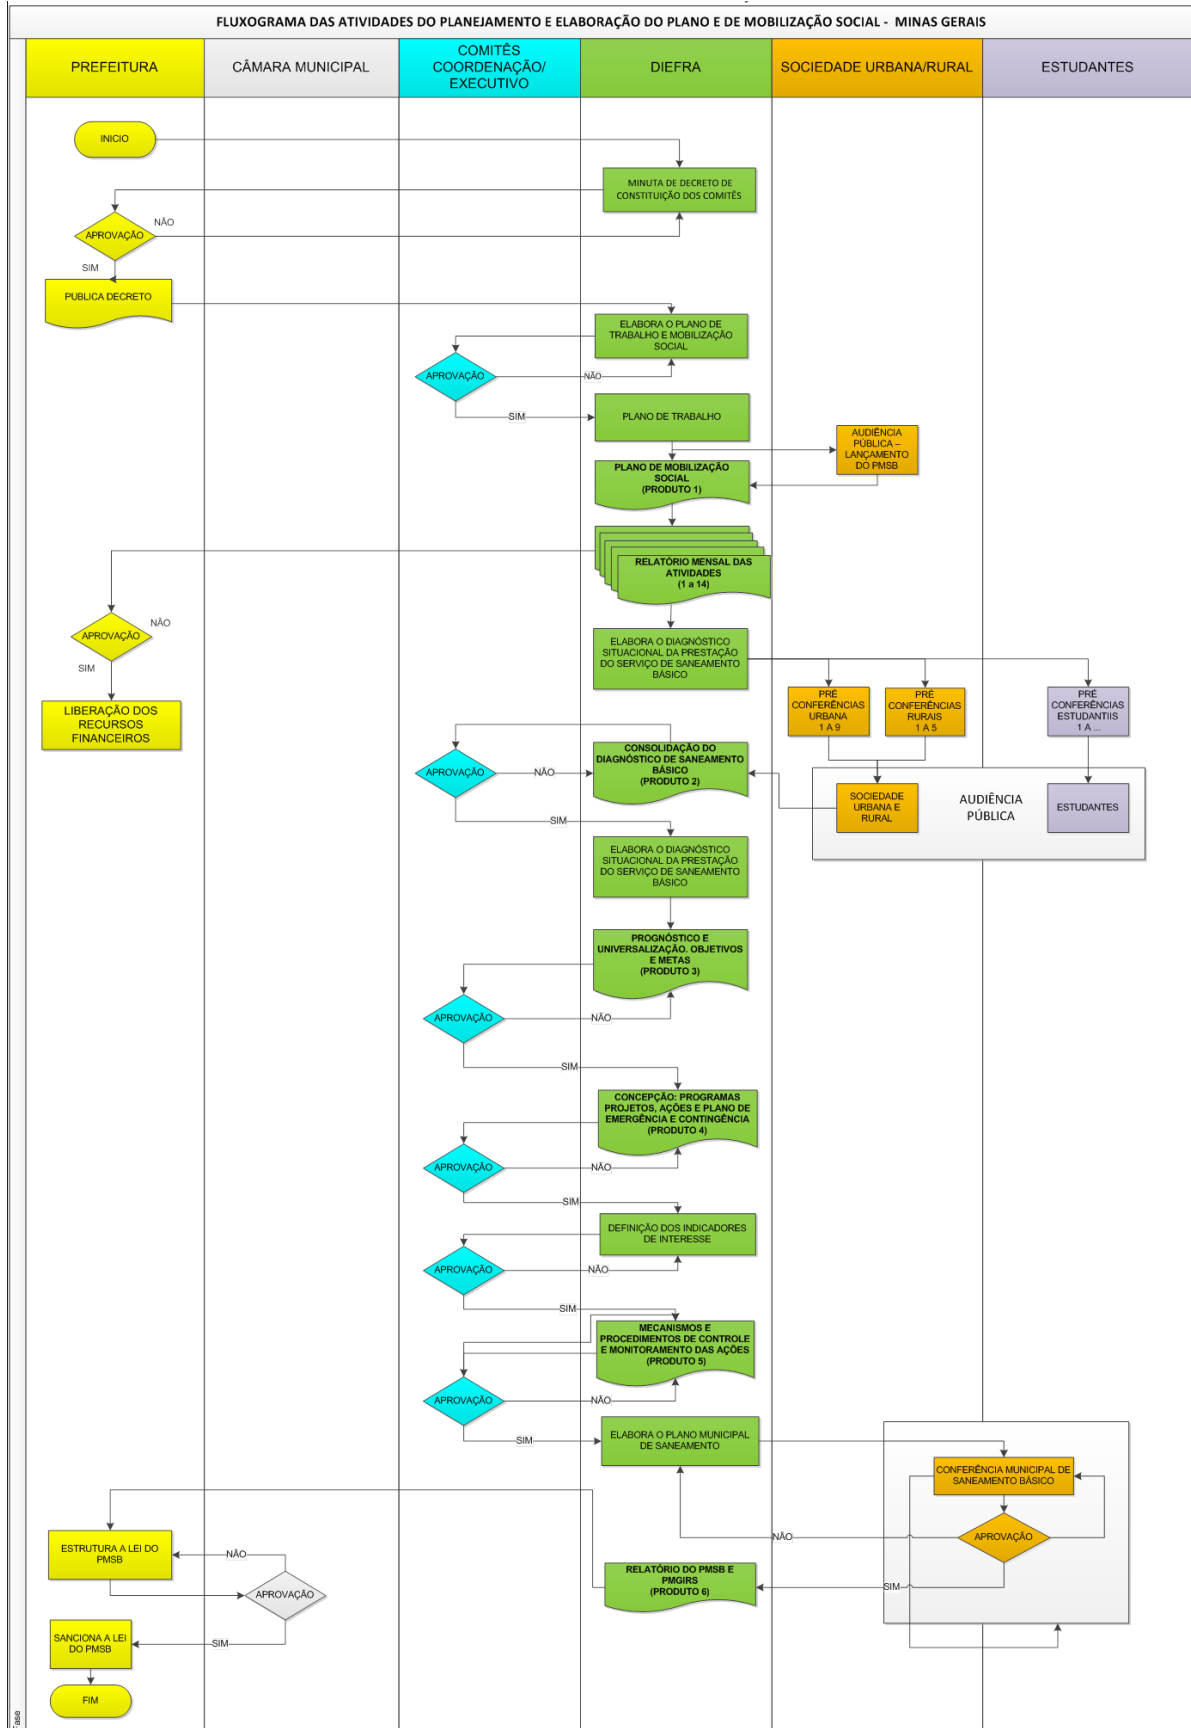 FLUXOGRAMA DAS ATIVIDADES DO PLANEJAMENTO E ELABORAÇÃO DO PLANO E DE MOBILIZAÇÃO SOCIAL - MINAS GERAIS
PREFEITURA
CÂMARA MUNICIPAL
COMITÊS
COORDENAÇÃO/
EXECUTIVO
DIEFRA
SOCIEDADE URBANA/RURAL
ESTUDANTES
INICIO
MINUTA DE DECRETO DE
CONSTITUIÇÃO DOS COMITÊS
APROVAÇÃO
NÃO
SIM
PUBLICA DECRETO
ELABORA O PLANO DE
TRABALHO E MOBILIZAÇÃO
SOCIAL
APROVAÇÃO
NÃO
SIM
PLANO DE TRABALHO
AUDIÊNCIA
PÚBLICA –
LANÇAMENTO
DO PMSB
PLANO DE MOBILIZAÇÃO
SOCIAL
(PRODUTO 1)
RELATÓRIO MENSAL DAS
ATIVIDADES
(1 a 14)
APROVAÇÃO
NÃO
SIM
LIBERAÇÃO DOS
RECURSOS
FINANCEIROS
ELABORA O DIAGNÓSTICO
SITUACIONAL DA PRESTAÇÃO
DO SERVIÇO DE SANEAMENTO
BÁSICO
PRÉ
CONFERÊNCIAS
URBANA
1 A 9
PRÉ
CONFERÊNCIAS
RURAIS
1 A 5
PRÉ
CONFERÊNCIAS
ESTUDANTIIS
1 A ...
CONSOLIDAÇÃO DO
DIAGNÓSTICO DE SANEAMENTO
BÁSICO
(PRODUTO 2)
APROVAÇÃO
NÃO
SIM
SOCIEDADE
URBANA E
RURAL
AUDIÊNCIA
PÚBLICA
ESTUDANTES
ELABORA O DIAGNÓSTICO
SITUACIONAL DA PRESTAÇÃO
DO SERVIÇO DE SANEAMENTO
BÁSICO
PROGNÓSTICO E
UNIVERSALIZAÇÃO. OBJETIVOS
E METAS
(PRODUTO 3)
APROVAÇÃO
NÃO
SIM
CONCEPÇÃO: PROGRAMAS
PROJETOS, AÇÕES E PLANO DE
EMERGÊNCIA E CONTINGÊNCIA
(PRODUTO 4)
APROVAÇÃO
NÃO
SIM
DEFINIÇÃO DOS INDICADORES
DE INTERESSE
APROVAÇÃO
NÃO
SIM
MECANISMOS E
PROCEDIMENTOS DE CONTROLE
E MONITORAMENTO DAS AÇÕES
(PRODUTO 5)
APROVAÇÃO
NÃO
SIM
ELABORA O PLANO MUNICIPAL
DE SANEAMENTO
CONFERÊNCIA MUNICIPAL DE
SANEAMENTO BÁSICO
APROVAÇÃO
NÃO
SIM
RELATÓRIO DO PMSB E
PMGIRS
(PRODUTO 6)
ESTRUTURA A LEI DO
PMSB
NÃO
APROVAÇÃO
SIM
SANCIONA A LEI
DO PMSB
FIM
Fase